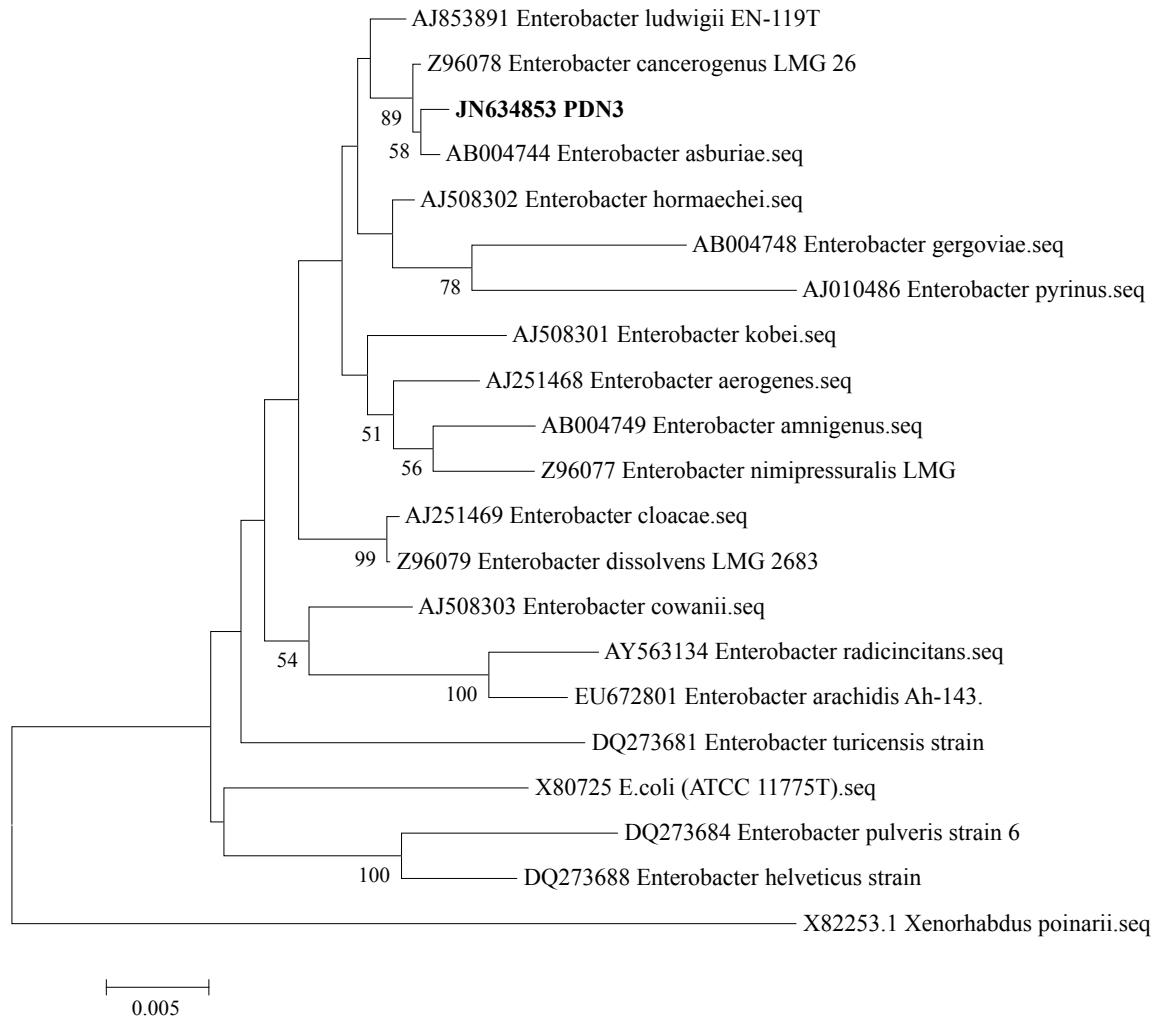 AJ853891 Enterobacter ludwigii EN-119T
Z96078 Enterobacter cancerogenus LMG 26
JN634853 PDN3
89
AB004744 Enterobacter asburiae.seq
58
AJ508302 Enterobacter hormaechei.seq
AB004748 Enterobacter gergoviae.seq
AJ010486 Enterobacter pyrinus.seq
78
AJ508301 Enterobacter kobei.seq
AJ251468 Enterobacter aerogenes.seq
AB004749 Enterobacter amnigenus.seq
51
Z96077 Enterobacter nimipressuralis LMG
56
AJ251469 Enterobacter cloacae.seq
Z96079 Enterobacter dissolvens LMG 2683
99
AJ508303 Enterobacter cowanii.seq
AY563134 Enterobacter radicincitans.seq
54
EU672801 Enterobacter arachidis Ah-143.
100
DQ273681 Enterobacter turicensis strain
X80725 E.coli (ATCC 11775T).seq
DQ273684 Enterobacter pulveris strain 6
DQ273688 Enterobacter helveticus strain
100
X82253.1 Xenorhabdus poinarii.seq
0.005